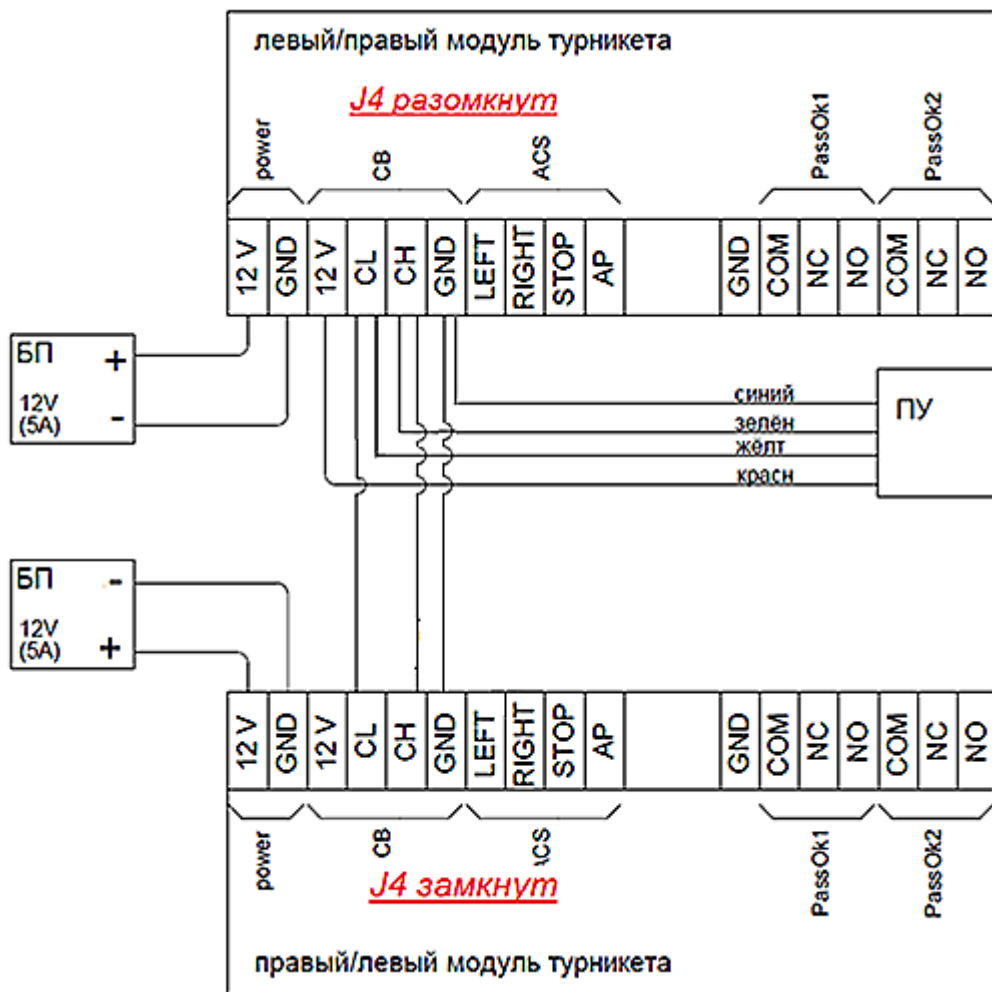 левый/правый модуль турникета
J4 разомкнут
power
CB
ACS
PassOk1
PassOk2
12 V
GND
12 V
CL
CH
GND
LEFT
RIGHT
STOP
AP
GND
COM
NC
NO
COM
NC
NO
БП +
12V
(5A) -
синий
зелён
жёлт
красн
ПУ
БП -
12V
(5A) +
12 V
GND
12 V
CL
CH
GND
LEFT
RIGHT
STOP
AP
GND
COM
NC
NO
COM
NC
NO
power
CB
\CS
PassOk1
PassOk2
J4 замкнут
правый/левый модуль турникета